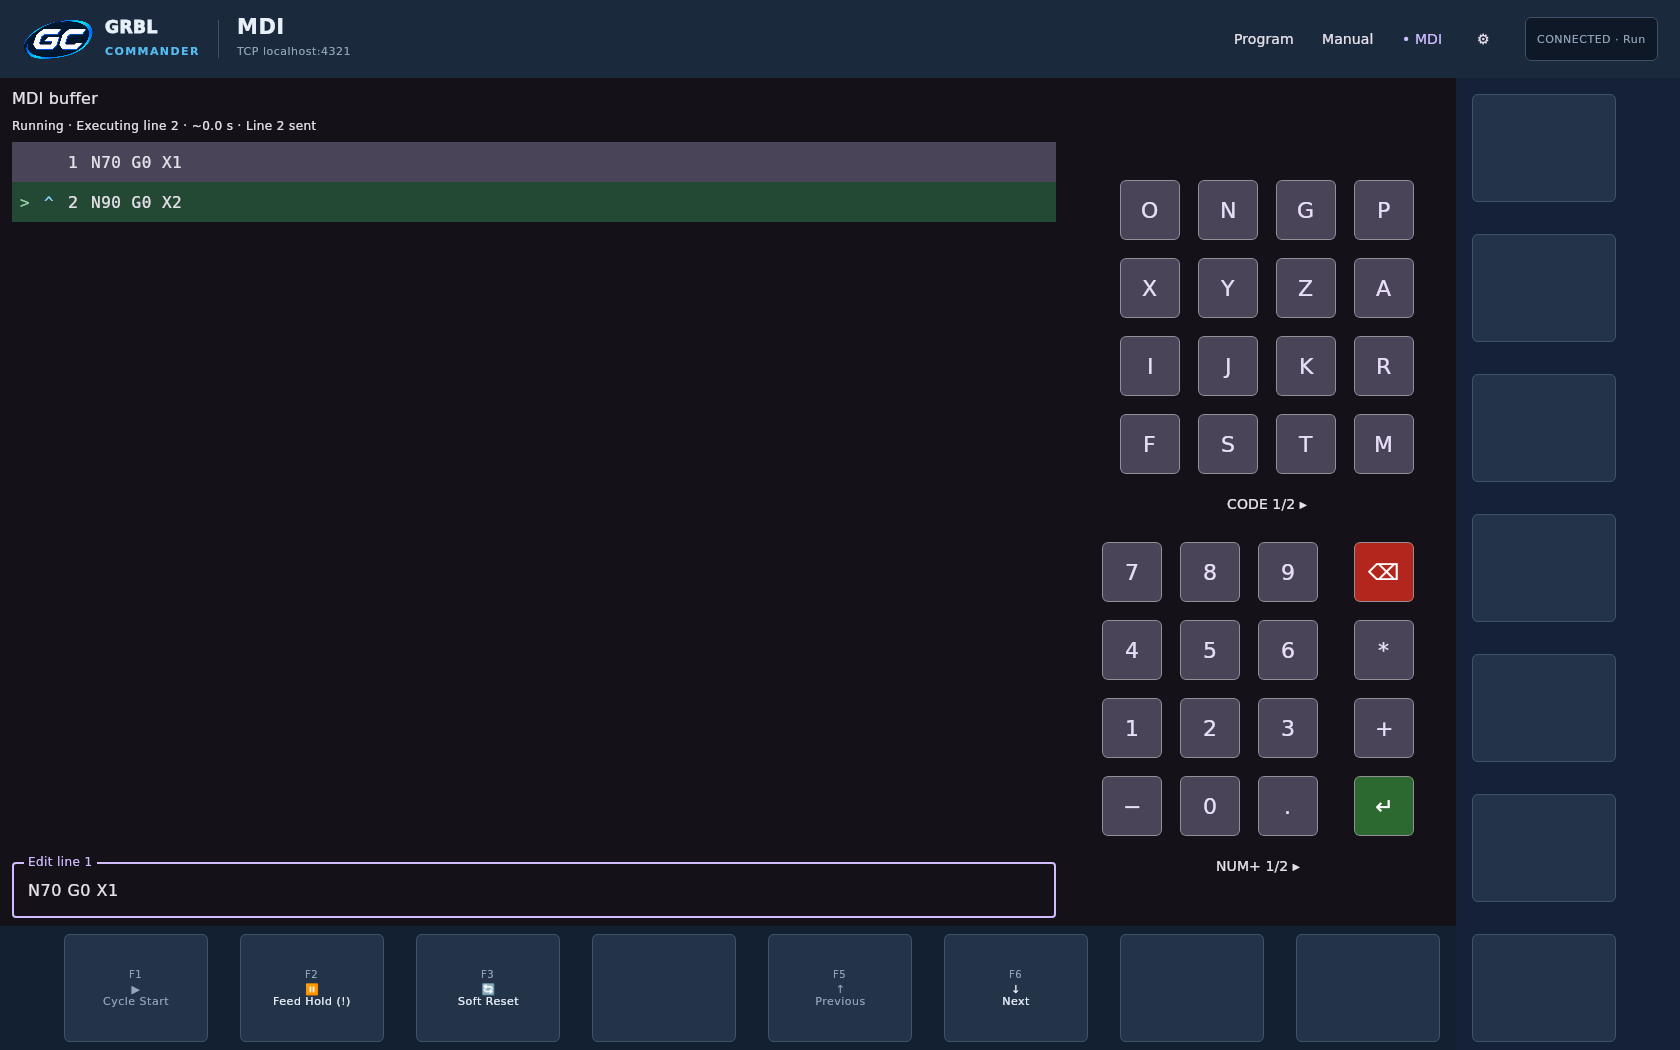 GC
GRBL
COMMANDER
MDI
TCP localhost:4321
Program
Manual
• MDI
⚙
CONNECTED · Run
MDI buffer
Running · Executing line 2 · ~0.0 s · Line 2 sent
1 N70 G0 X1
> ^ 2 N90 G0 X2
O N G P
X Y Z A
I J K R
F S T M
CODE 1/2 ▸
7 8 9 ⌫
4 5 6 *
1 2 3 +
− 0 . ↵
NUM+ 1/2 ▸
Edit line 1
N70 G0 X1
F1
▶
Cycle Start
F2
⏸
Feed Hold (!)
F3
🔄
Soft Reset
F5
↑
Previous
F6
↓
Next